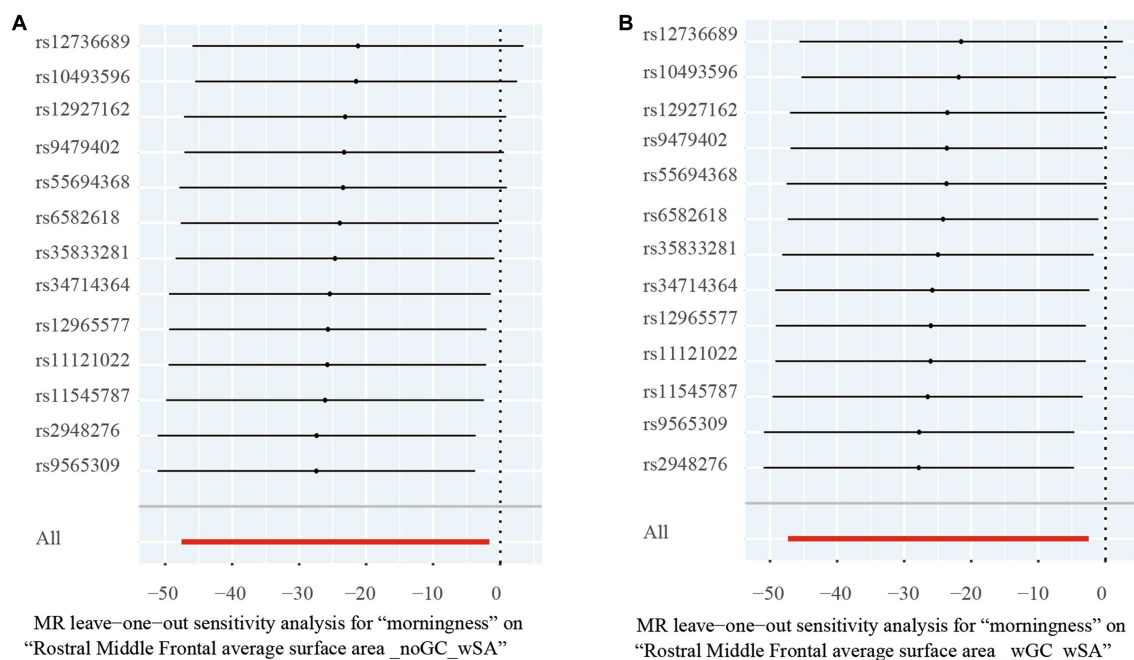 A
rs12736689
rs10493596
rs12927162
rs9479402
rs55694368
rs6582618
rs35833281
rs34714364
rs12965577
rs11121022
rs11545787
rs2948276
rs9565309
All
−50 −40 −30 −20 −10 0
MR leave−one−out sensitivity analysis for “morningness” on
“Rostral Middle Frontal average surface area _noGC_wSA”
B
rs12736689
rs10493596
rs12927162
rs9479402
rs55694368
rs6582618
rs35833281
rs34714364
rs12965577
rs11121022
rs11545787
rs9565309
rs2948276
All
−50 −40 −30 −20 −10 0
MR leave−one−out sensitivity analysis for “morningness” on
“Rostral Middle Frontal average surface area _wGC_wSA”